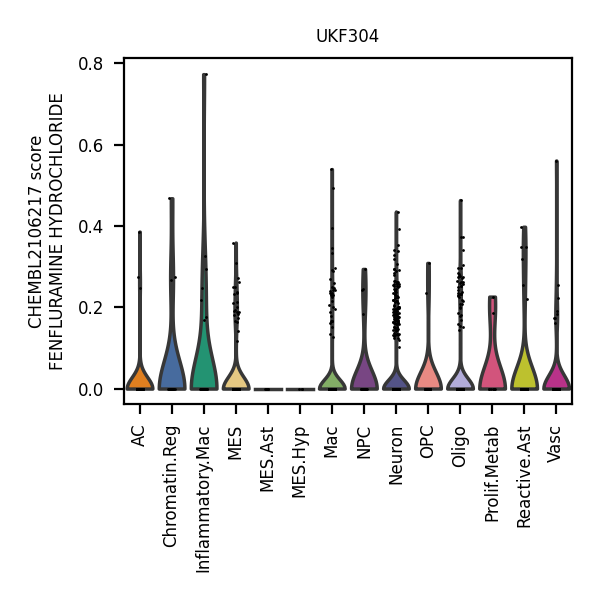 UKF304
CHEMBL2106217 score
FENFLURAMINE HYDROCHLORIDE
0.8
0.6
0.4
0.2
0.0
AC
Chromatin.Reg
Inflammatory.Mac
MES
MES.Ast
MES.Hyp
Mac
NPC
Neuron
OPC
Oligo
Prolif.Metab
Reactive.Ast
Vasc